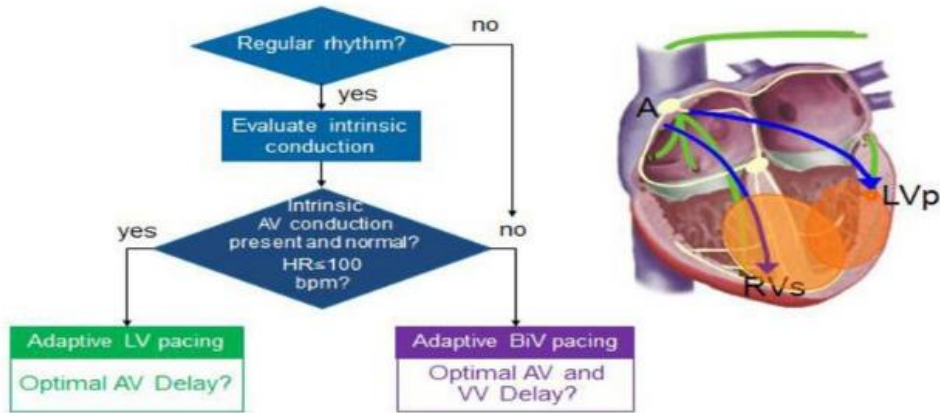 Regular rhythm?
no
yes
Evaluate intrinsic
conduction
Intrinsic
AV conduction
present and normal?
HR≤100
bpm?
yes
no
Adaptive LV pacing
Optimal AV Delay?
Adaptive BiV pacing
Optimal AV and
VV Delay?
A
LVp
RVs